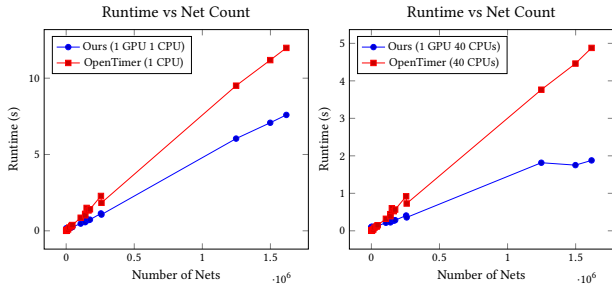 Runtime vs Net Count
Ours (1 GPU 1 CPU)
OpenTimer (1 CPU)
Runtime (s)
10
5
0
0
0.5
1
1.5
·10⁶
Number of Nets
Runtime vs Net Count
Ours (1 GPU 40 CPUs)
OpenTimer (40 CPUs)
Runtime (s)
5
4
3
2
1
0
0
0.5
1
1.5
·10⁶
Number of Nets